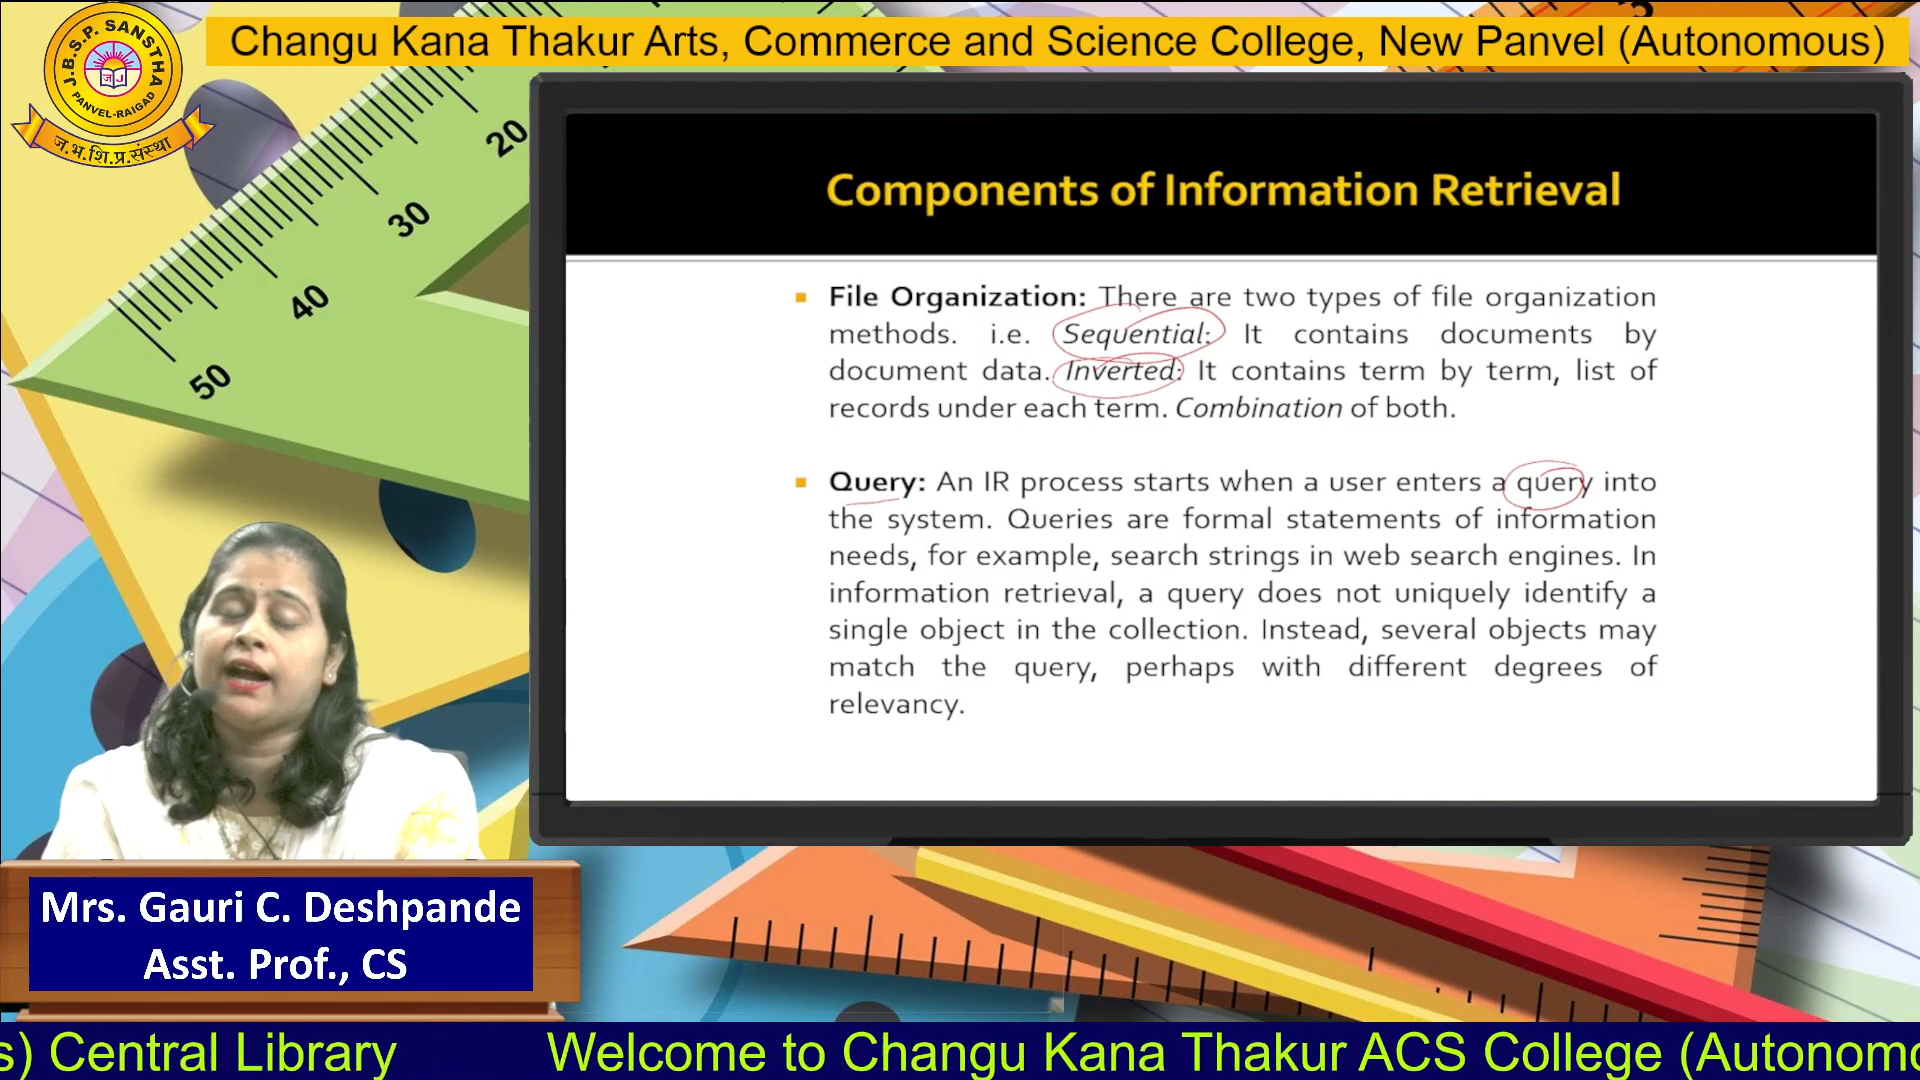 J.B.S.P. SANSTHA
PANVEL-RAIGAD
ज.भ.शि.प्र.संस्था
Changu Kana Thakur Arts, Commerce and Science College, New Panvel (Autonomous)
20
30
40
50
Components of Information Retrieval
File Organization: There are two types of file organization
methods. i.e. Sequential: It contains documents by
document data. Inverted: It contains term by term, list of
records under each term. Combination of both.
Query: An IR process starts when a user enters a query into
the system. Queries are formal statements of information
needs, for example, search strings in web search engines. In
information retrieval, a query does not uniquely identify a
single object in the collection. Instead, several objects may
match the query, perhaps with different degrees of
relevancy.
Mrs. Gauri C. Deshpande
Asst. Prof., CS
s) Central Library Welcome to Changu Kana Thakur ACS College (Autonomo